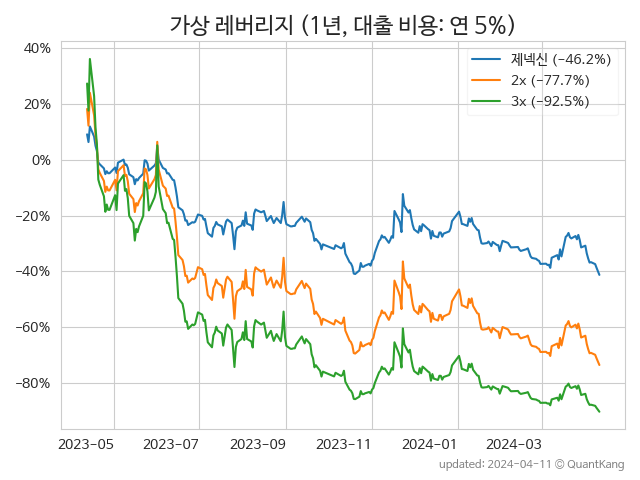 가상 레버리지 (1년, 대출 비용: 연 5%)
제넥신 (−46.2%)
2x (−77.7%)
3x (−92.5%)
40%
20%
0%
−20%
−40%
−60%
−80%
2023-05
2023-07
2023-09
2023-11
2024-01
2024-03
updated: 2024-04-11 © QuantKang